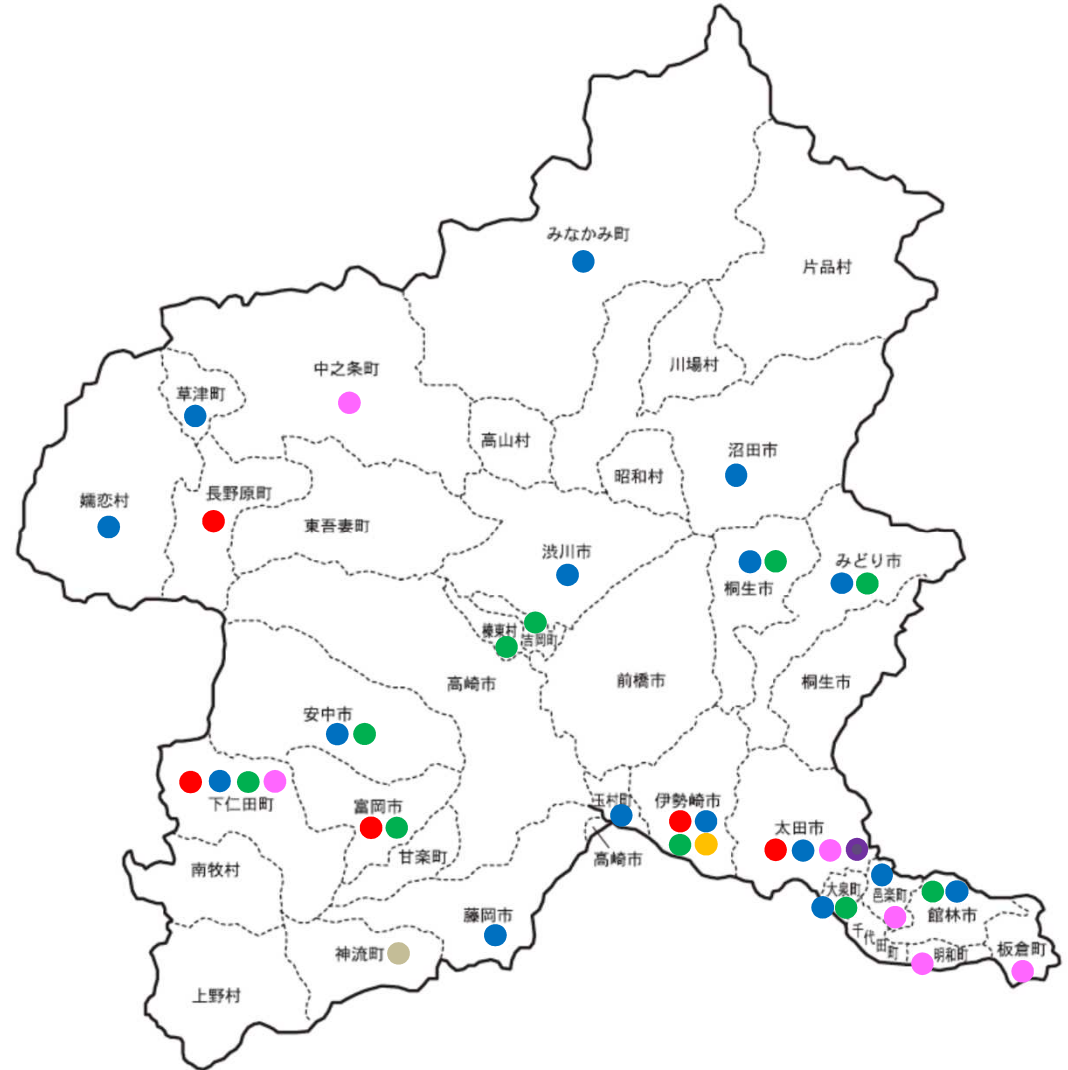 みなかみ町
片品村
川場村
中之条町
草津町
高山村
沼田市
昭和村
長野原町
嬬恋村
東吾妻町
渋川市
みどり市
桐生市
榛東村
吉岡町
高崎市
前橋市
桐生市
安中市
下仁田町
富岡市
玉村町
伊勢崎市
太田市
甘楽町
高崎市
南牧村
大泉町
邑楽町
館林市
藤岡市
千代田町
神流町
明和町
板倉町
上野村